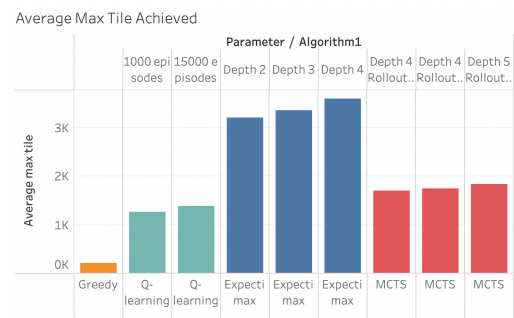 Average Max Tile Achieved
Parameter / Algorithm1
1000 epi
sodes
15000 e
pisodes
Depth 2
Depth 3
Depth 4
Depth 4
Rollout..
Depth 4
Rollout..
Depth 5
Rollout..
Average max tile
3K
2K
1K
0K
Greedy
Q-
learning
Q-
learning
Expecti
max
Expecti
max
Expecti
max
MCTS
MCTS
MCTS